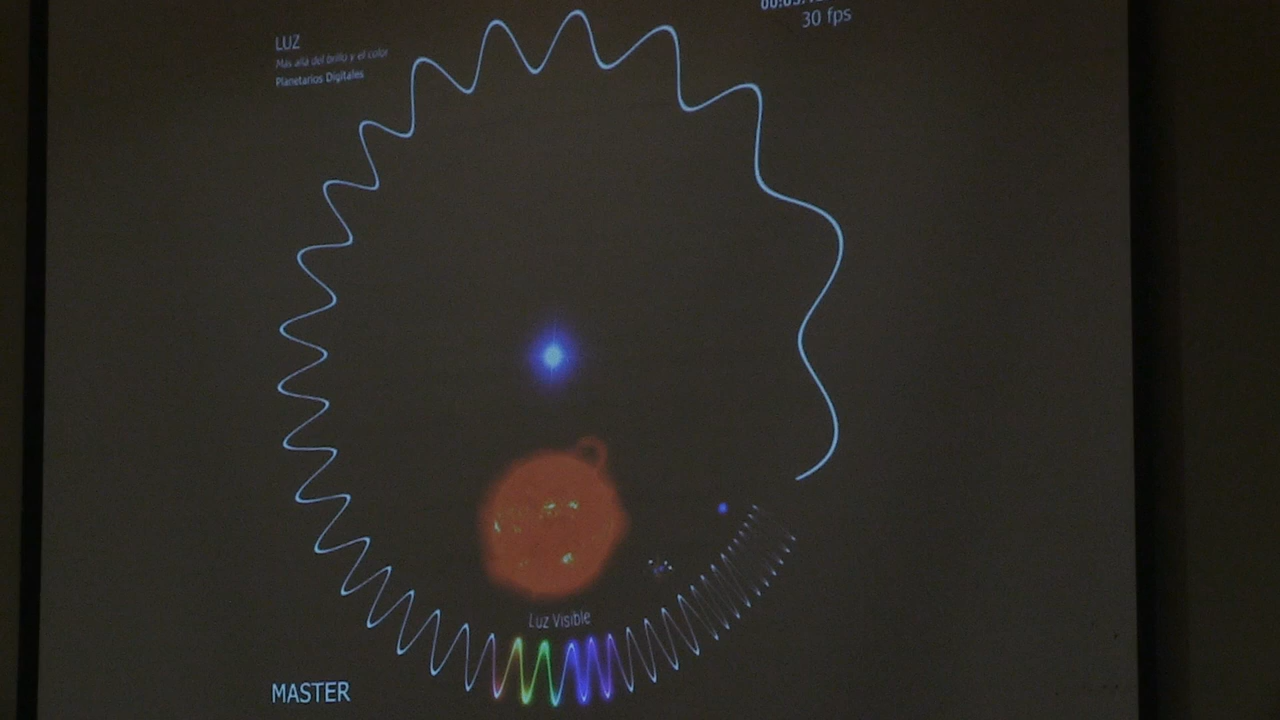 LUZ
Más allá del brillo y el color
Planetarios Digitales
30 fps
Luz Visible
MASTER